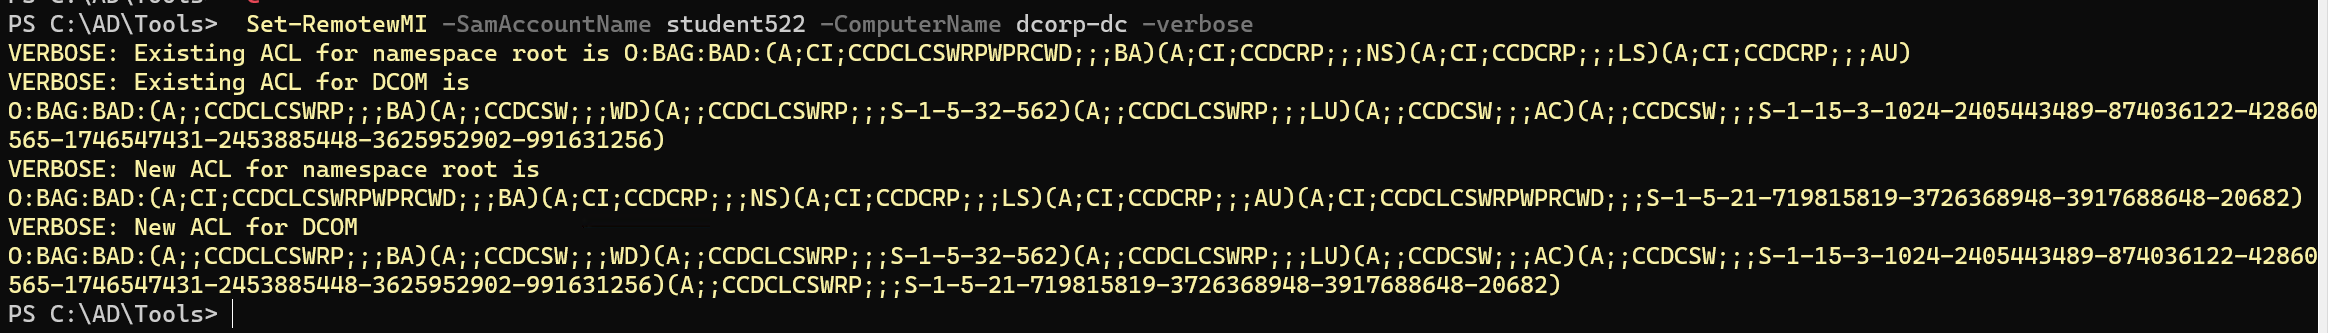 PS C:\AD\Tools>  Set-RemotewMI -SamAccountName student522 -ComputerName dcorp-dc -verbose
VERBOSE: Existing ACL for namespace root is O:BAG:BAD:(A;CI;CCDCLCSWRPWPRCWD;;;BA)(A;CI;CCDCRP;;;NS)(A;CI;CCDCRP;;;LS)(A;CI;CCDCRP;;;AU)
VERBOSE: Existing ACL for DCOM is
O:BAG:BAD:(A;;CCDCLCSWRP;;;BA)(A;;CCDCSW;;;WD)(A;;CCDCLCSWRP;;;S-1-5-32-562)(A;;CCDCLCSWRP;;;LU)(A;;CCDCSW;;;AC)(A;;CCDCSW;;;S-1-15-3-1024-2405443489-874036122-42860
565-1746547431-2453885448-3625952902-991631256)
VERBOSE: New ACL for namespace root is
O:BAG:BAD:(A;CI;CCDCLCSWRPWPRCWD;;;BA)(A;CI;CCDCRP;;;NS)(A;CI;CCDCRP;;;LS)(A;CI;CCDCRP;;;AU)(A;CI;CCDCLCSWRPWPRCWD;;;S-1-5-21-719815819-3726368948-3917688648-20682)
VERBOSE: New ACL for DCOM
O:BAG:BAD:(A;;CCDCLCSWRP;;;BA)(A;;CCDCSW;;;WD)(A;;CCDCLCSWRP;;;S-1-5-32-562)(A;;CCDCLCSWRP;;;LU)(A;;CCDCSW;;;AC)(A;;CCDCSW;;;S-1-15-3-1024-2405443489-874036122-42860
565-1746547431-2453885448-3625952902-991631256)(A;;CCDCLCSWRP;;;S-1-5-21-719815819-3726368948-3917688648-20682)
PS C:\AD\Tools>